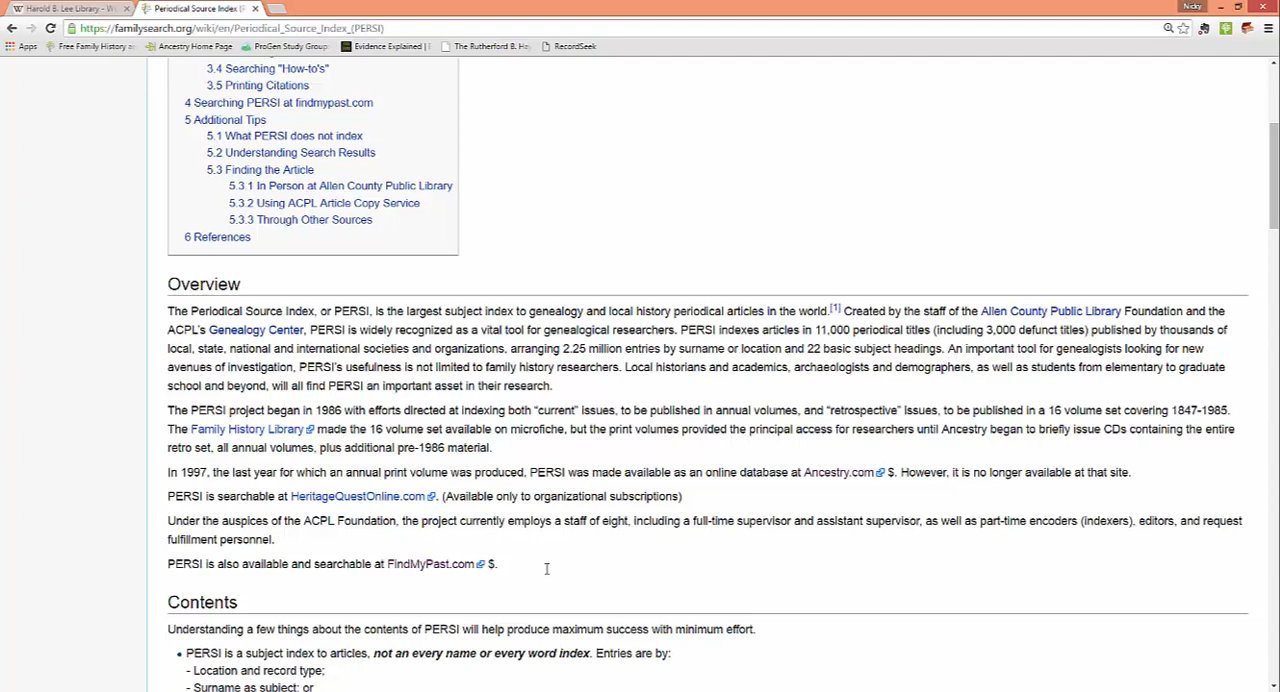 Harold B. Lee Library - W
Periodical Source Index (P
Nicky
https://familysearch.org/wiki/en/Periodical_Source_Index_(PERSI)
Apps Free Family History a Ancestry Home Page ProGen Study Group Evidence Explained | The Rutherford B. Ha RecordSeek
3.4 Searching "How-to's"
3.5 Printing Citations
4 Searching PERSI at findmypast.com
5 Additional Tips
5.1 What PERSI does not index
5.2 Understanding Search Results
5.3 Finding the Article
5.3.1 In Person at Allen County Public Library
5.3.2 Using ACPL Article Copy Service
5.3.3 Through Other Sources
6 References
Overview
The Periodical Source Index, or PERSI, is the largest subject index to genealogy and local history periodical articles in the world.[1] Created by the staff of the Allen County Public Library Foundation and the
ACPL's Genealogy Center, PERSI is widely recognized as a vital tool for genealogical researchers. PERSI indexes articles in 11,000 periodical titles (including 3,000 defunct titles) published by thousands of
local, state, national and international societies and organizations, arranging 2.25 million entries by surname or location and 22 basic subject headings. An important tool for genealogists looking for new
avenues of investigation, PERSI's usefulness is not limited to family history researchers. Local historians and academics, archaeologists and demographers, as well as students from elementary to graduate
school and beyond, will all find PERSI an important asset in their research.
The PERSI project began in 1986 with efforts directed at indexing both “current” issues, to be published in annual volumes, and “retrospective” issues, to be published in a 16 volume set covering 1847-1985.
The Family History Library made the 16 volume set available on microfiche, but the print volumes provided the principal access for researchers until Ancestry began to briefly issue CDs containing the entire
retro set, all annual volumes, plus additional pre-1986 material.
In 1997, the last year for which an annual print volume was produced, PERSI was made available as an online database at Ancestry.com $. However, it is no longer available at that site.
PERSI is searchable at HeritageQuestOnline.com. (Available only to organizational subscriptions)
Under the auspices of the ACPL Foundation, the project currently employs a staff of eight, including a full-time supervisor and assistant supervisor, as well as part-time encoders (indexers), editors, and request
fulfillment personnel.
PERSI is also available and searchable at FindMyPast.com $.
Contents
Understanding a few things about the contents of PERSI will help produce maximum success with minimum effort.
• PERSI is a subject index to articles, not an every name or every word index. Entries are by:
- Location and record type;
- Surname as subject; or